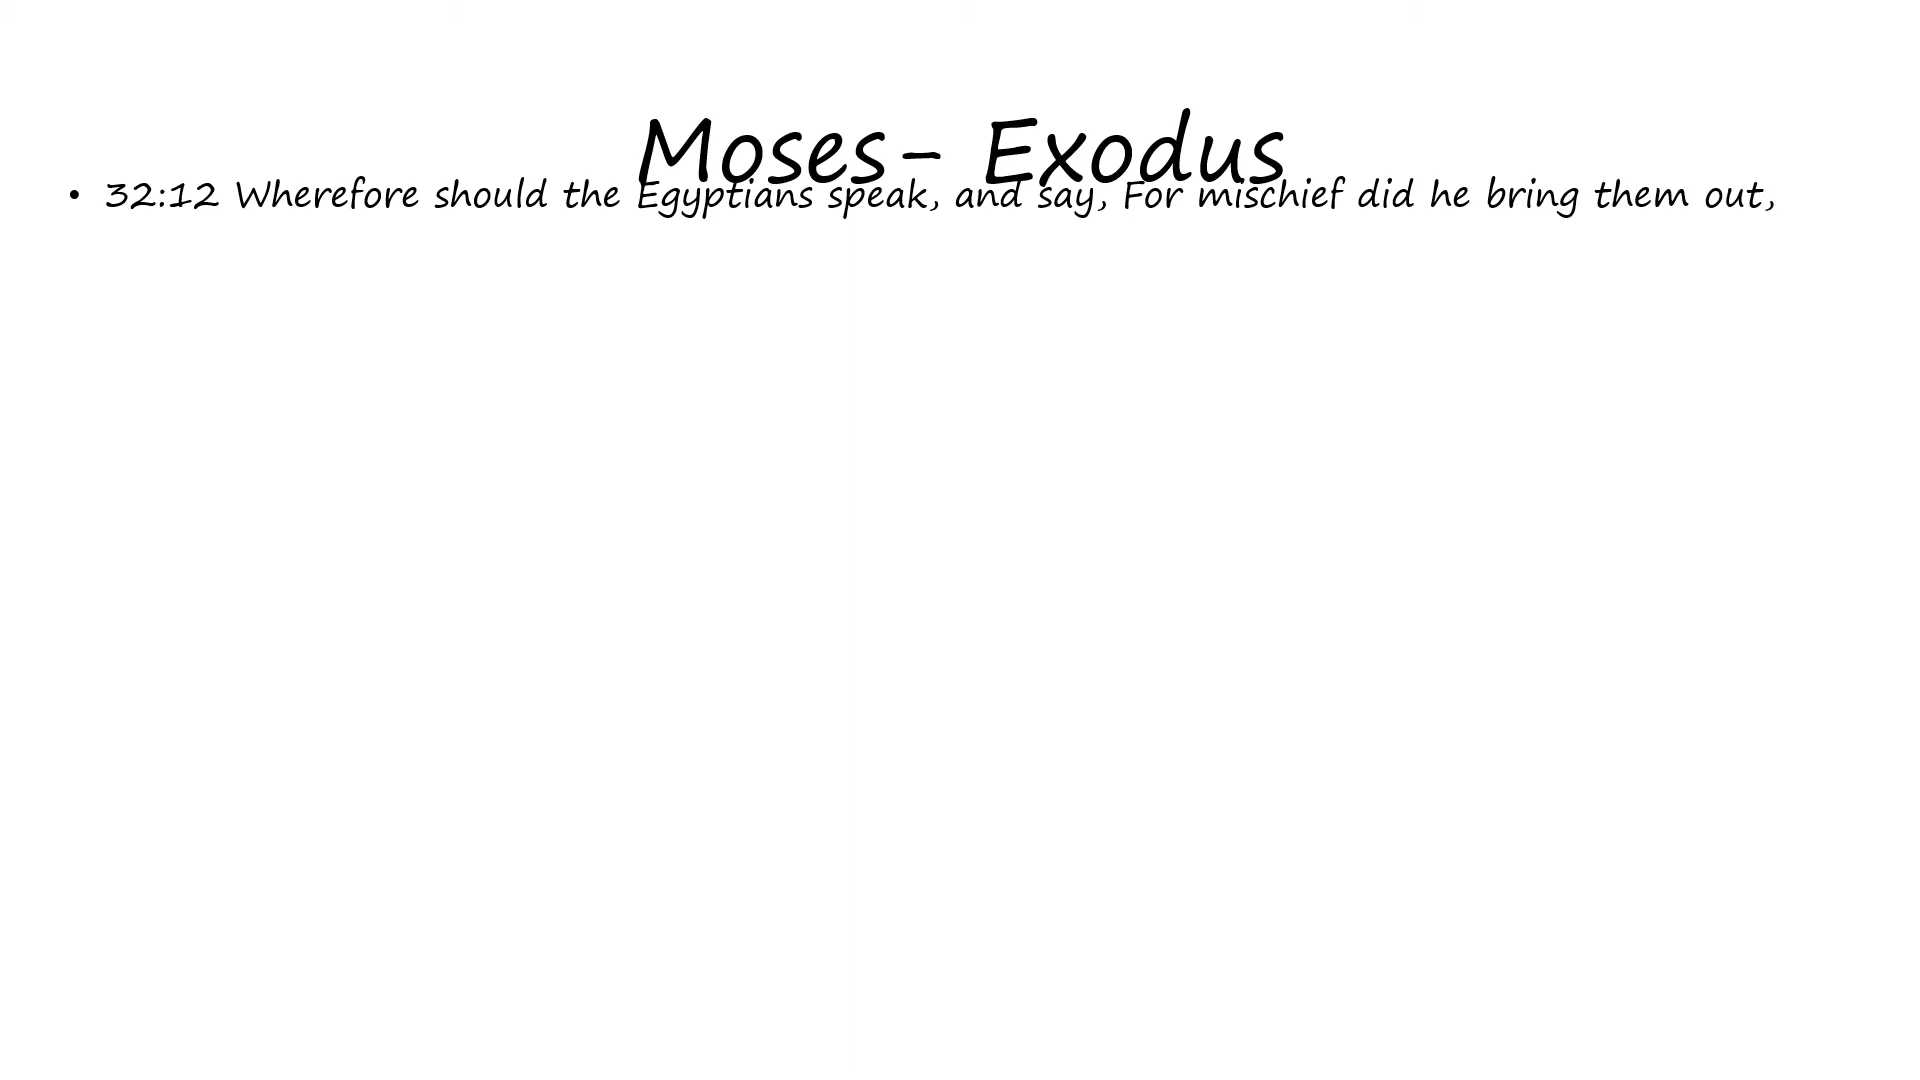 Moses– Exodus
• 32:12 Wherefore should the Egyptians speak, and say, For mischief did he bring them out,